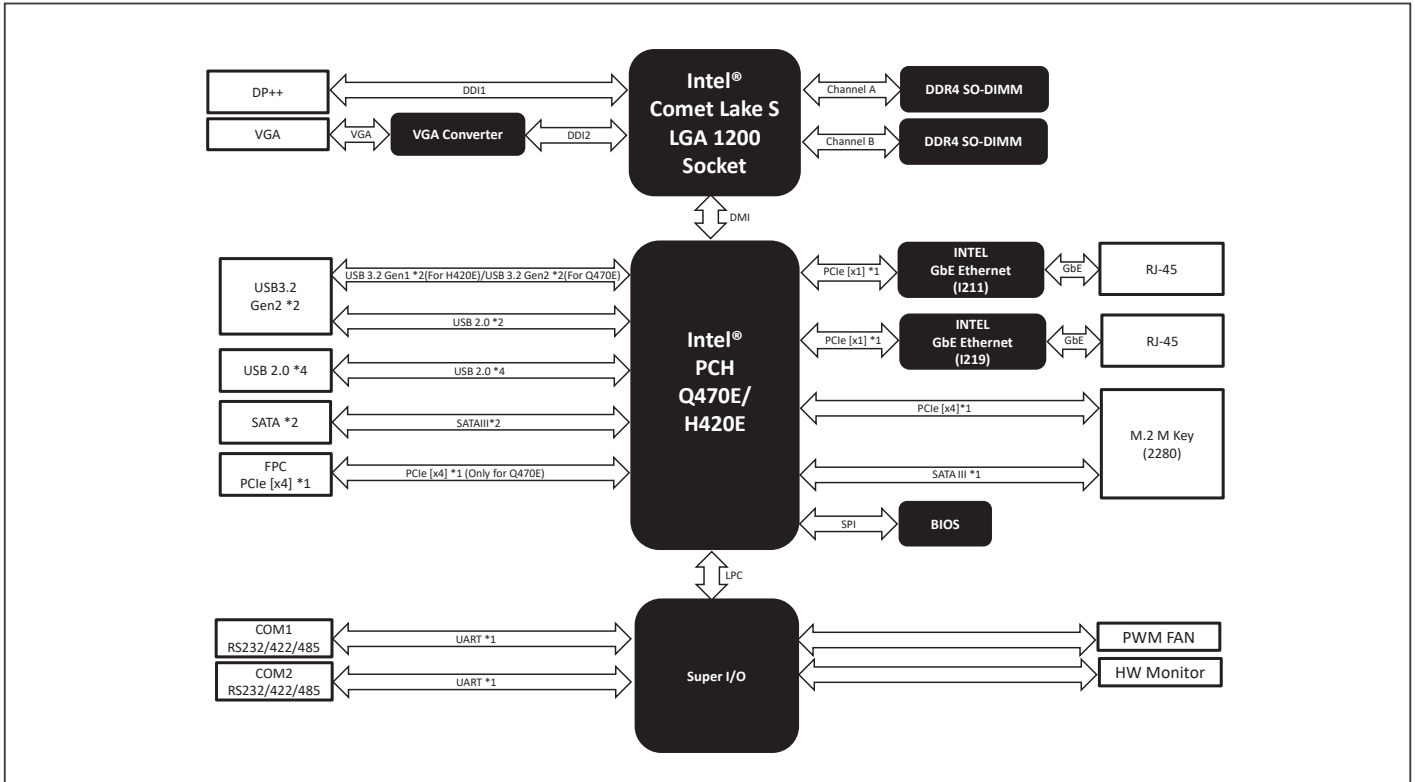 Intel®
Comet Lake S
LGA 1200
Socket
DP++
DDI1
VGA
VGA
VGA Converter
DDI2
Channel A
DDR4 SO-DIMM
Channel B
DDR4 SO-DIMM
DMI
USB3.2
Gen2 *2
USB 3.2 Gen1 *2(For H420E)/USB 3.2 Gen2 *2(For Q470E)
USB 2.0 *2
USB 2.0 *4
USB 2.0 *4
SATA *2
SATAIII*2
FPC
PCIe [x4] *1
PCIe [x4] *1 (Only for Q470E)
Intel®
PCH
Q470E/
H420E
PCIe [x1] *1
INTEL
GbE Ethernet
(I211)
GbE
RJ-45
PCIe [x1] *1
INTEL
GbE Ethernet
(I219)
GbE
RJ-45
PCIe [x4]*1
SATA III *1
M.2 M Key
(2280)
SPI
BIOS
LPC
COM1
RS232/422/485
UART *1
COM2
RS232/422/485
UART *1
Super I/O
PWM FAN
HW Monitor